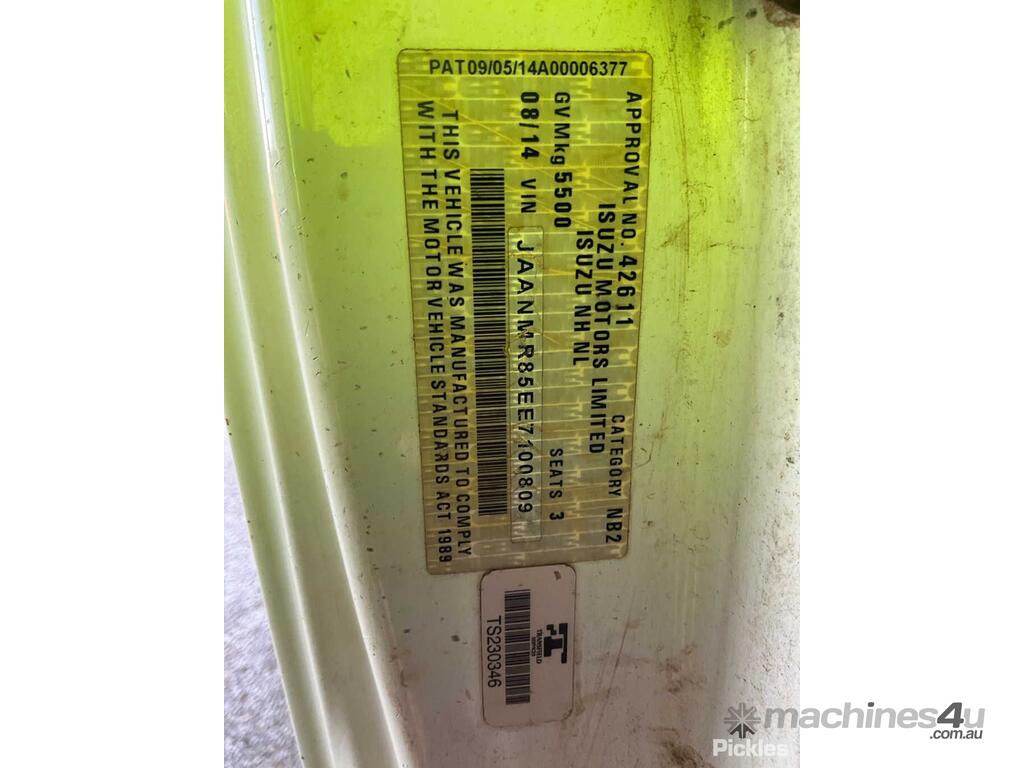 PAT09/05/14A00006377
APPROVAL NO. 42611 CATEGORY NB2
ISUZU MOTORS LIMITED
ISUZU NH NL
GVMkg 5500 SEATS 3
08/14 VIN JAANMR85EE7100809
THIS VEHICLE WAS MANUFACTURED TO COMPLY
WITH THE MOTOR VEHICLE STANDARDS ACT 1989
TRANSFIELD
SERVICES
TS230346
machines4u
.com.au
Pickles